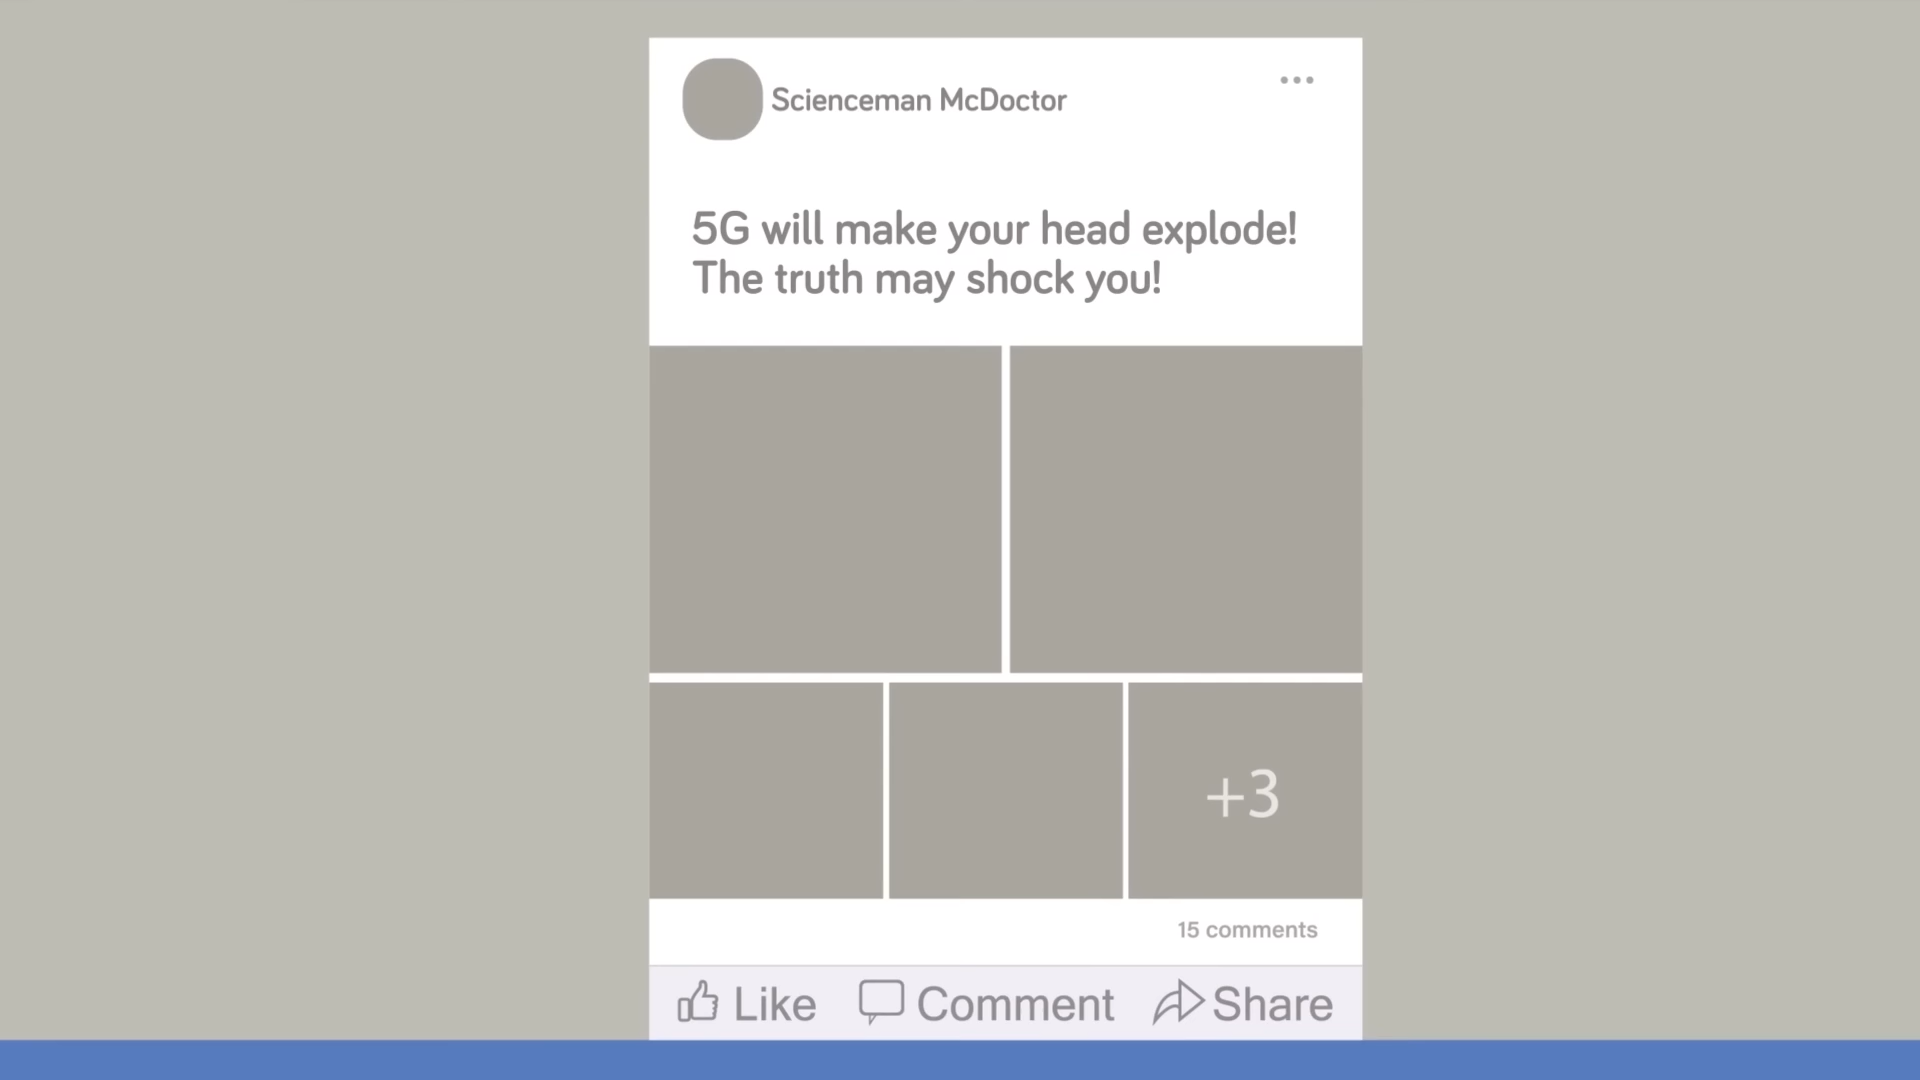 Scienceman McDoctor
5G will make your head explode!
The truth may shock you!
+3
15 comments
Like Comment Share